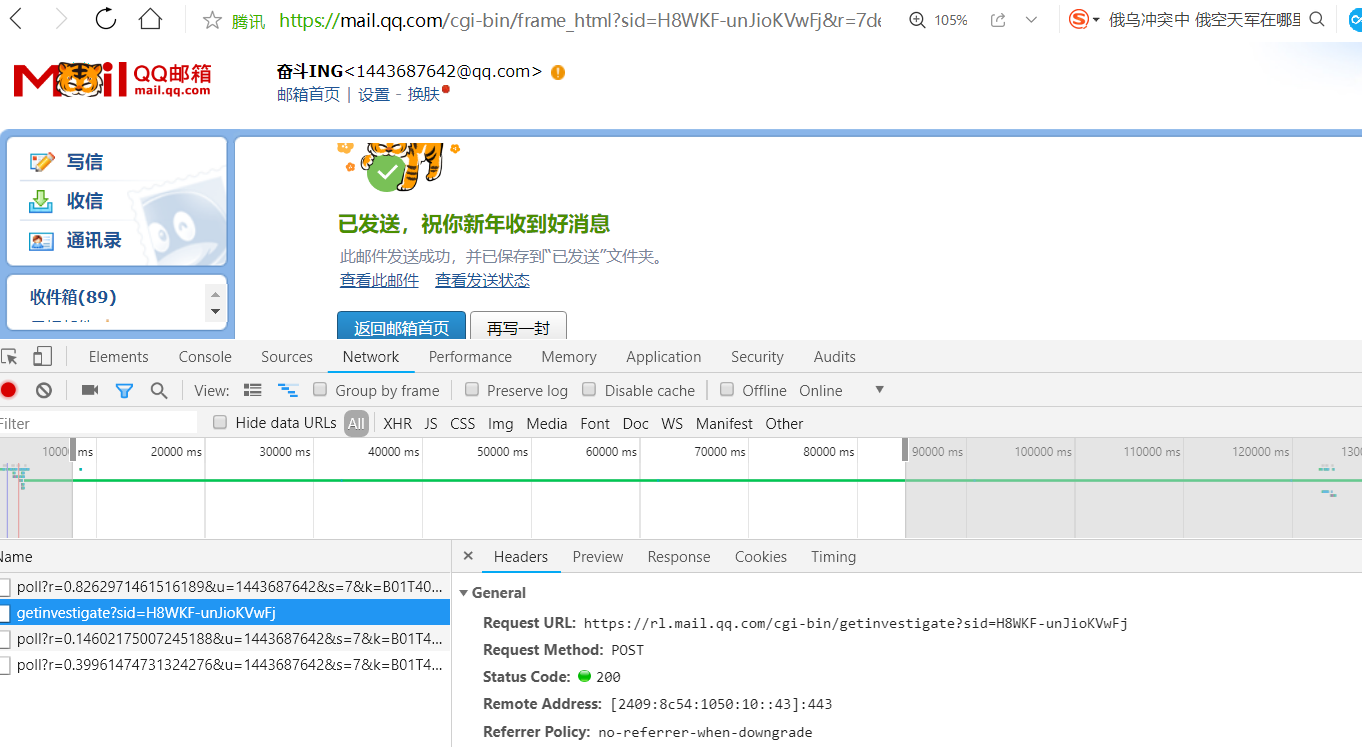 腾讯 https://mail.qq.com/cgi-bin/frame_html?sid=H8WKF-unJioKVwFj&r=7de 105% 俄乌冲突中 俄空天军在哪里
Mail QQ邮箱 mail.qq.com
奋斗ING<1443687642@qq.com>
邮箱首页 | 设置 - 换肤
写信
收信
通讯录
收件箱(89)
已发送，祝你新年收到好消息
此邮件发送成功，并已保存到“已发送”文件夹。
查看此邮件 查看发送状态
返回邮箱首页 再写一封
Elements Console Sources Network Performance Memory Application Security Audits
View: Group by frame Preserve log Disable cache Offline Online
Filter Hide data URLs All XHR JS CSS Img Media Font Doc WS Manifest Other
10000 ms 20000 ms 30000 ms 40000 ms 50000 ms 60000 ms 70000 ms 80000 ms 90000 ms 100000 ms 110000 ms 120000 ms 1300
Name
poll?r=0.8262971461516189&u=1443687642&s=7&k=B01T40...
getinvestigate?sid=H8WKF-unJioKVwFj
poll?r=0.14602175007245188&u=1443687642&s=7&k=B01T4...
poll?r=0.39961474731324276&u=1443687642&s=7&k=B01T4...
× Headers Preview Response Cookies Timing
General
Request URL: https://rl.mail.qq.com/cgi-bin/getinvestigate?sid=H8WKF-unJioKVwFj
Request Method: POST
Status Code: 200
Remote Address: [2409:8c54:1050:10::43]:443
Referrer Policy: no-referrer-when-downgrade